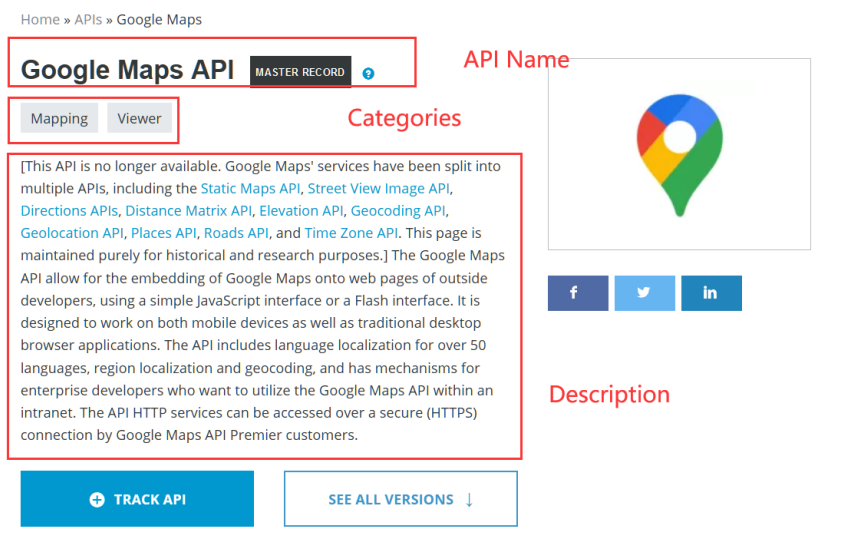 Home » APIs » Google Maps
Google Maps API MASTER RECORD ?
API Name
Mapping Viewer
Categories
[This API is no longer available. Google Maps' services have been split into
multiple APIs, including the Static Maps API, Street View Image API,
Directions APIs, Distance Matrix API, Elevation API, Geocoding API,
Geolocation API, Places API, Roads API, and Time Zone API. This page is
maintained purely for historical and research purposes.] The Google Maps
API allow for the embedding of Google Maps onto web pages of outside
developers, using a simple JavaScript interface or a Flash interface. It is
designed to work on both mobile devices as well as traditional desktop
browser applications. The API includes language localization for over 50
languages, region localization and geocoding, and has mechanisms for
enterprise developers who want to utilize the Google Maps API within an
intranet. The API HTTP services can be accessed over a secure (HTTPS)
connection by Google Maps API Premier customers.
f in
Description
TRACK API
SEE ALL VERSIONS ↓